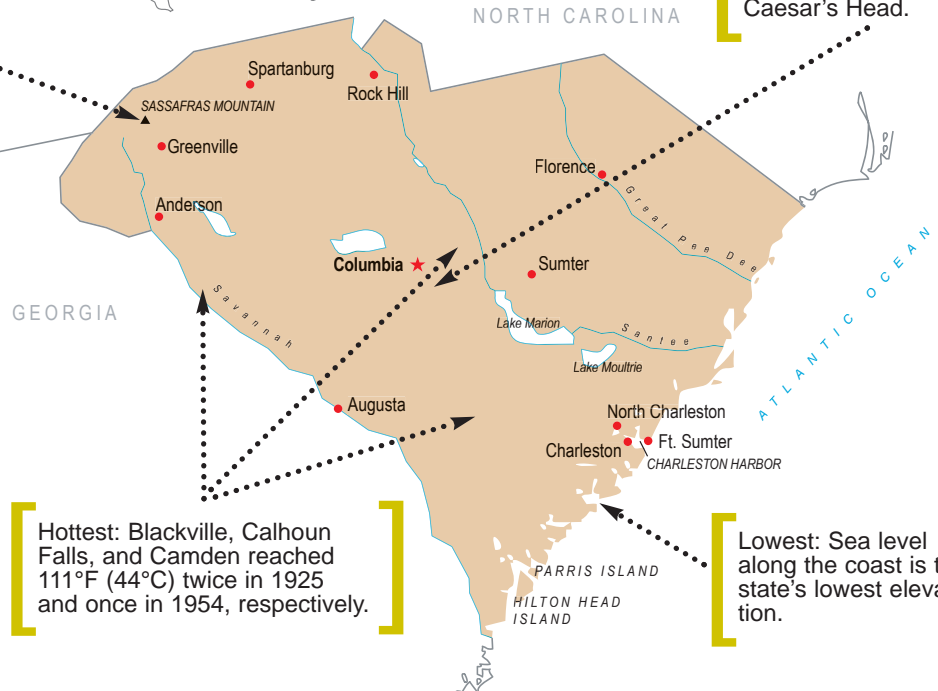 NORTH CAROLINA
Caesar's Head.
Spartanburg
Rock Hill
SASSAFRAS MOUNTAIN
Greenville
Florence
Great Pee Dee
Anderson
Columbia
Sumter
ATLANTIC OCEAN
GEORGIA
Savannah
Lake Marion
Santee
Lake Moultrie
Augusta
North Charleston
Charleston
Ft. Sumter
CHARLESTON HARBOR
Hottest: Blackville, Calhoun
Falls, and Camden reached
111°F (44°C) twice in 1925
and once in 1954, respectively.
PARRIS ISLAND
HILTON HEAD
ISLAND
Lowest: Sea level
along the coast is
state's lowest
tion.